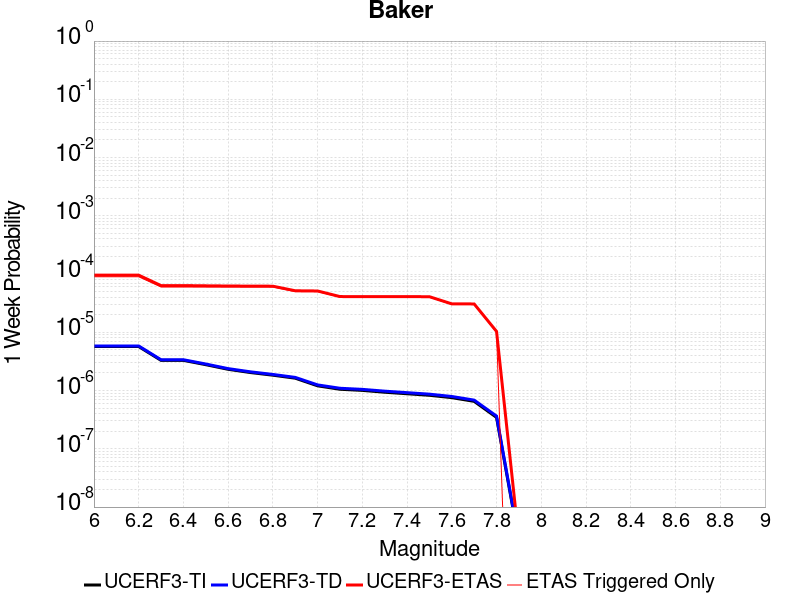 Baker
10^0
10^-1
10^-2
10^-3
10^-4
10^-5
10^-6
10^-7
10^-8
1 Week Probability
6 6.2 6.4 6.6 6.8 7 7.2 7.4 7.6 7.8 8 8.2 8.4 8.6 8.8 9
Magnitude
UCERF3-TI UCERF3-TD UCERF3-ETAS ETAS Triggered Only